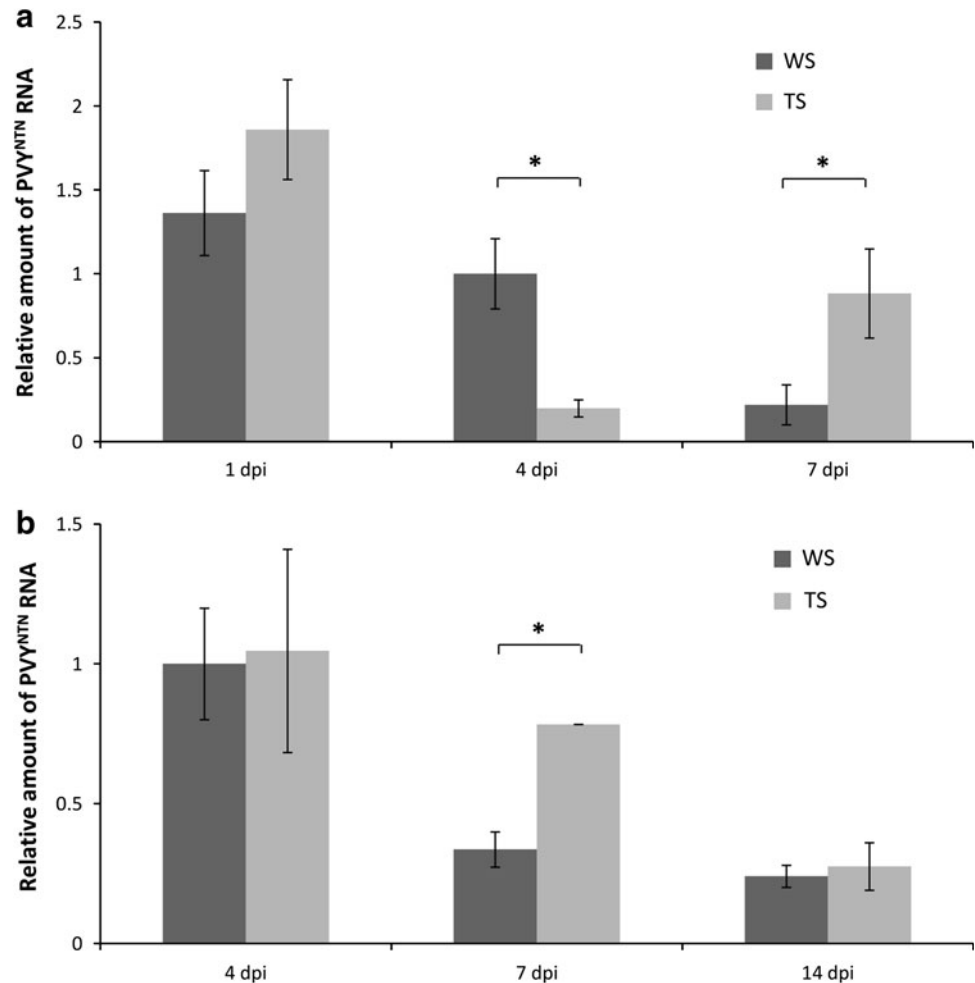 a
Relative amount of PVYᴺᵀᴺ RNA
2.5
2
1.5
1
0.5
0
WS
TS
*
*
1 dpi
4 dpi
7 dpi
b
Relative amount of PVYᴺᵀᴺ RNA
1.5
1
0.5
0
WS
TS
*
4 dpi
7 dpi
14 dpi